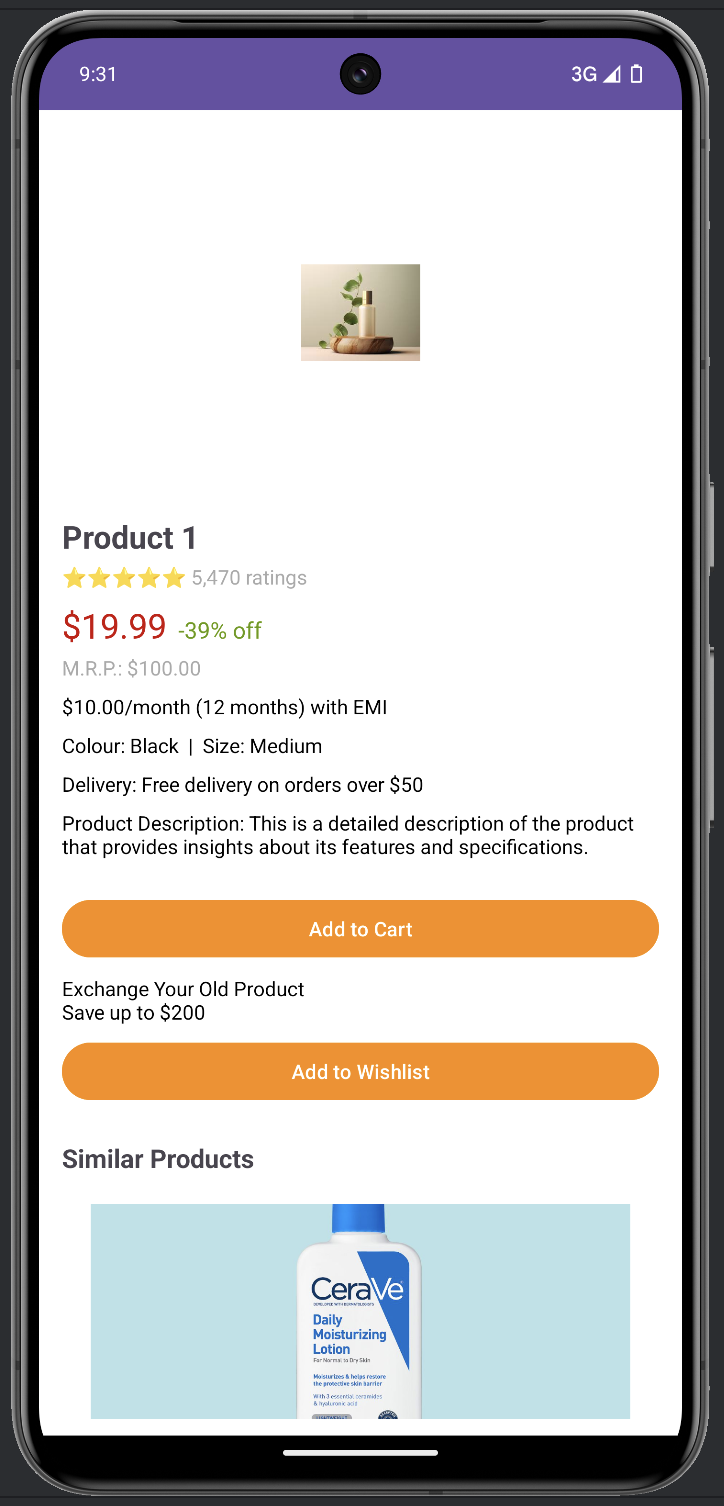 9:31
3G
Product 1
⭐⭐⭐⭐⭐ 5,470 ratings
$19.99 -39% off
M.R.P.: $100.00
$10.00/month (12 months) with EMI
Colour: Black | Size: Medium
Delivery: Free delivery on orders over $50
Product Description: This is a detailed description of the product
that provides insights about its features and specifications.
Add to Cart
Exchange Your Old Product
Save up to $200
Add to Wishlist
Similar Products
CeraVe
DEVELOPED WITH DERMATOLOGISTS
Daily
Moisturizing
Lotion
For Normal to Dry Skin
Moisturizes & helps restore
the protective skin barrier
With 3 essential ceramides
& hyaluronic acid